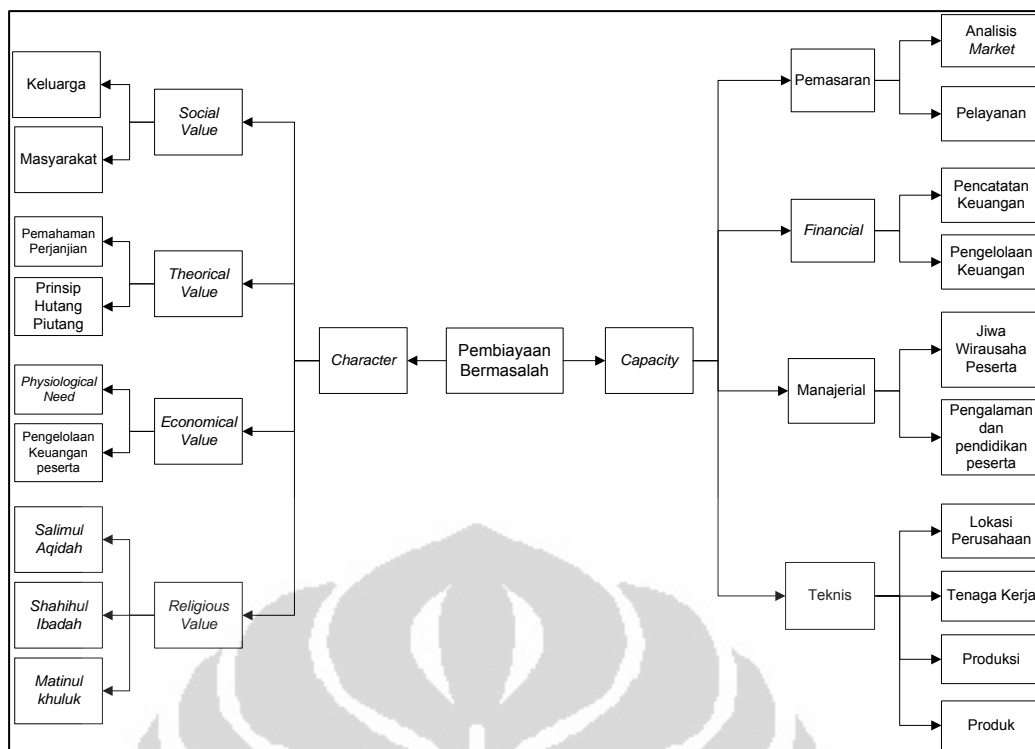 Keluarga
Masyarakat
Social
Value
Pemahaman
Perjanjian
Prinsip
Hutang
Piutang
Theorical
Value
Physiological
Need
Pengelolaan
Keuangan
peserta
Economical
Value
Salimul
Aqidah
Shahihul
Ibadah
Matinul
khuluk
Religious
Value
Character
Pembiayaan
Bermasalah
Capacity
Pemasaran
Analisis
Market
Pelayanan
Financial
Pencatatan
Keuangan
Pengelolaan
Keuangan
Manajerial
Jiwa
Wirausaha
Peserta
Pengalaman
dan
pendidikan
peserta
Teknis
Lokasi
Perusahaan
Tenaga Kerja
Produksi
Produk